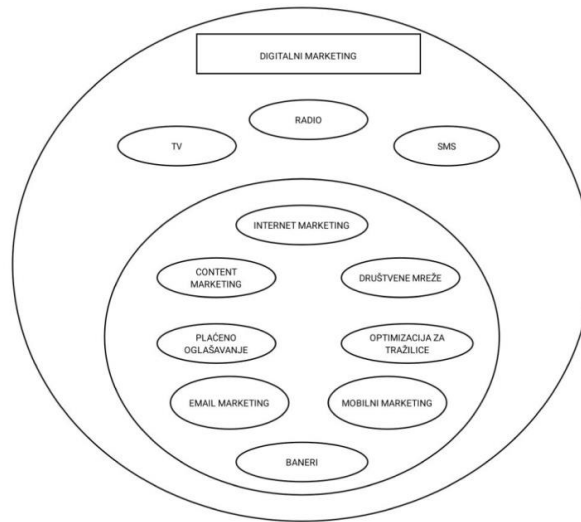 DIGITALNI MARKETING
RADIO
TV
SMS
INTERNET MARKETING
CONTENT
MARKETING
DRUŠTVENE MREŽE
PLAĆENO
OGLAŠAVANJE
OPTIMIZACIJA ZA
TRAŽILICE
EMAIL MARKETING
MOBILNI MARKETING
BANERI